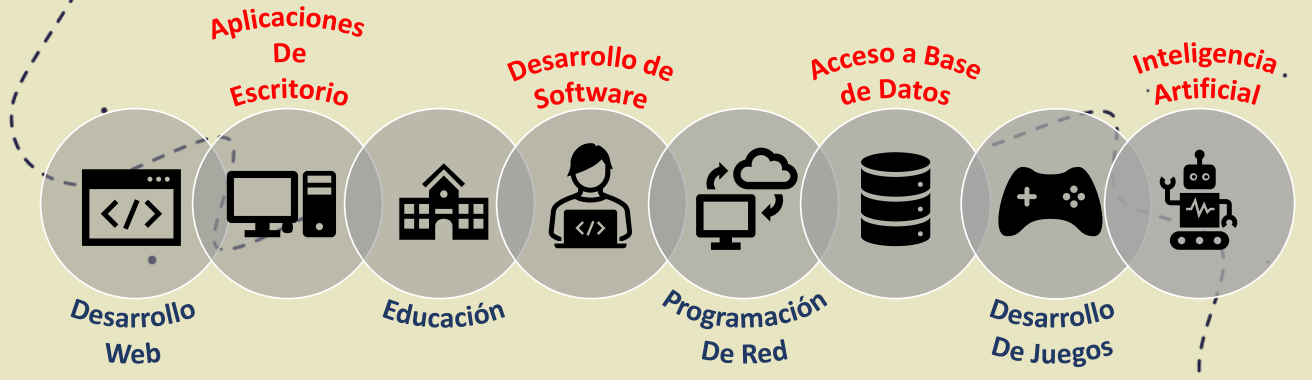 Aplicaciones
De
Escritorio
Desarrollo de
Software
Acceso a Base
de Datos
Inteligencia
Artificial
</>
</>
Desarrollo
Web
Educación
Programación
De Red
Desarrollo
De Juegos